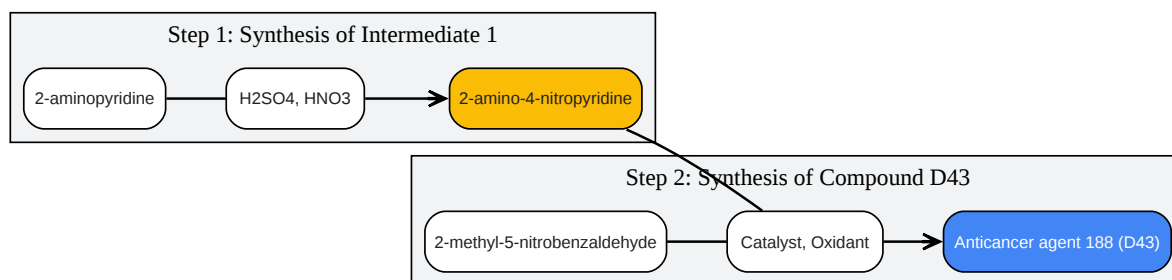 Step 1: Synthesis of Intermediate 1
2-aminopyridine
H2SO4, HNO3
2-amino-4-nitropyridine
Step 2: Synthesis of Compound D43
2-methyl-5-nitrobenzaldehyde
Catalyst, Oxidant
Anticancer agent 188 (D43)